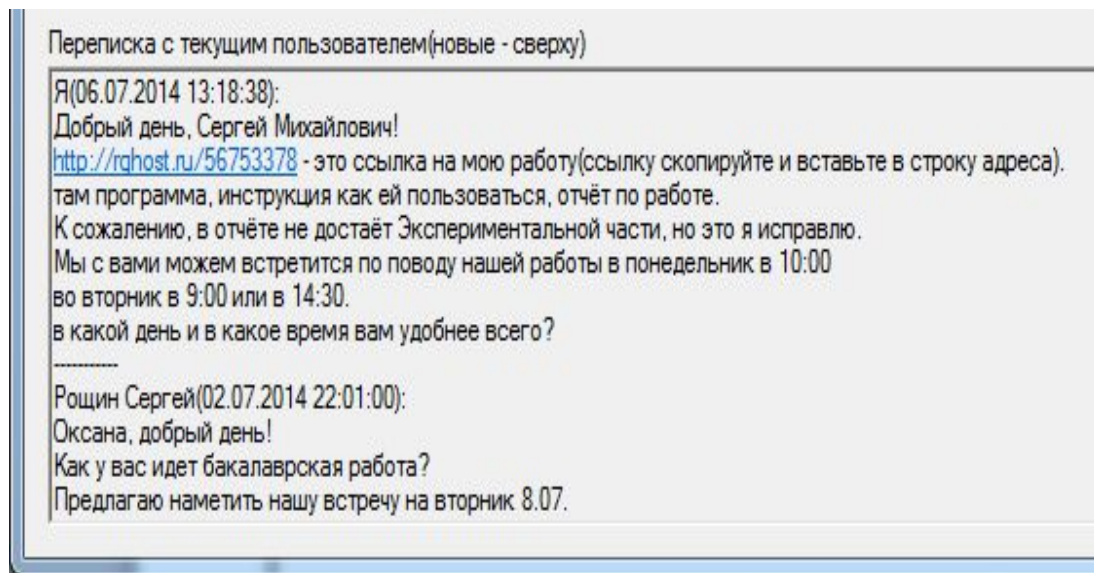 Переписка с текущим пользователем(новые - сверху)
Я(06.07.2014 13:18:38):
Добрый день, Сергей Михайлович!
http://rghost.ru/56753378 - это ссылка на мою работу(ссылку скопируйте и вставьте в строку адреса).
там программа, инструкция как ей пользоваться, отчёт по работе.
К сожалению, в отчёте не достаёт Экспериментальной части, но это я исправлю.
Мы с вами можем встретится по поводу нашей работы в понедельник в 10:00
во вторник в 9:00 или в 14:30.
в какой день и в какое время вам удобнее всего?
-----------
Рощин Сергей(02.07.2014 22:01:00):
Оксана, добрый день!
Как у вас идет бакалаврская работа?
Предлагаю наметить нашу встречу на вторник 8.07.